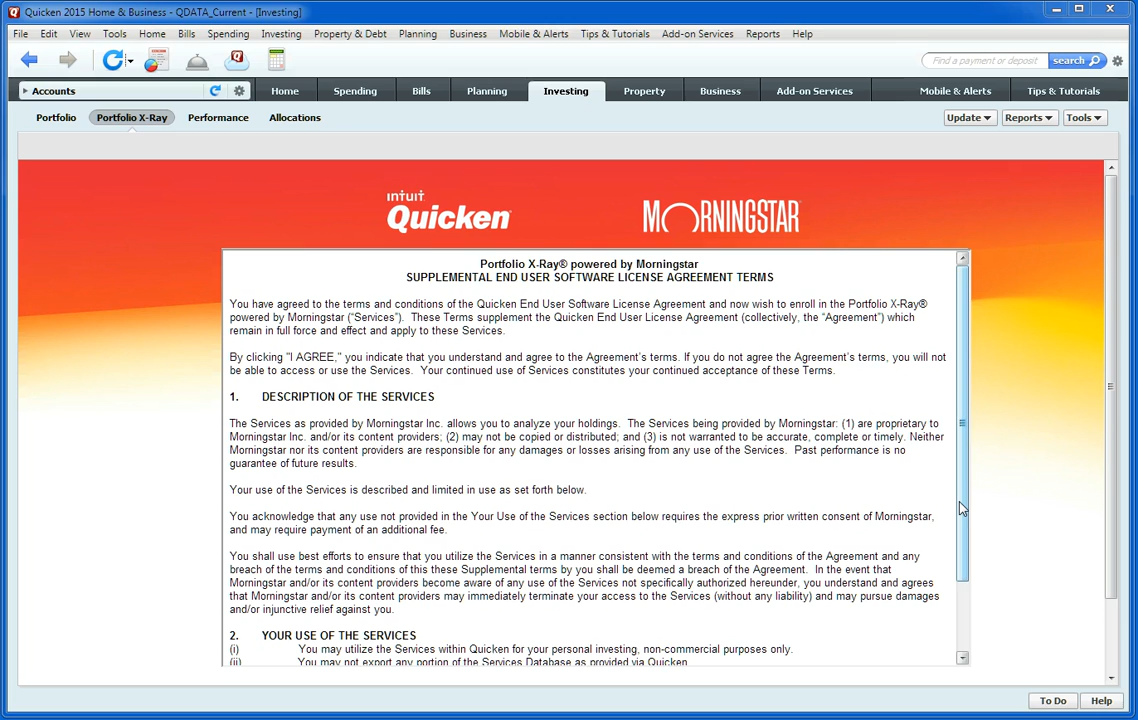 Quicken 2015 Home & Business - QDATA_Current - [Investing]
File Edit View Tools Home Bills Spending Investing Property & Debt Planning Business Mobile & Alerts Tips & Tutorials Add-on Services Reports Help
Find a payment or deposit search
Accounts Home Spending Bills Planning Investing Property Business Add-on Services Mobile & Alerts Tips & Tutorials
Portfolio Portfolio X-Ray Performance Allocations Update Reports Tools
INTUIT
Quicken MORNINGSTAR
Portfolio X-Ray® powered by Morningstar
SUPPLEMENTAL END USER SOFTWARE LICENSE AGREEMENT TERMS
You have agreed to the terms and conditions of the Quicken End User Software License Agreement and now wish to enroll in the Portfolio X-Ray®
powered by Morningstar (“Services”). These Terms supplement the Quicken End User License Agreement (collectively, the “Agreement”) which
remain in full force and effect and apply to these Services.
By clicking "I AGREE," you indicate that you understand and agree to the Agreement’s terms. If you do not agree the Agreement’s terms, you will not
be able to access or use the Services. Your continued use of Services constitutes your continued acceptance of these Terms.
1. DESCRIPTION OF THE SERVICES
The Services as provided by Morningstar Inc. allows you to analyze your holdings. The Services being provided by Morningstar: (1) are proprietary to
Morningstar Inc. and/or its content providers; (2) may not be copied or distributed; and (3) is not warranted to be accurate, complete or timely. Neither
Morningstar nor its content providers are responsible for any damages or losses arising from any use of the Services. Past performance is no
guarantee of future results.
Your use of the Services is described and limited in use as set forth below.
You acknowledge that any use not provided in the Your Use of the Services section below requires the express prior written consent of Morningstar,
and may require payment of an additional fee.
You shall use best efforts to ensure that you utilize the Services in a manner consistent with the terms and conditions of the Agreement and any
breach of the terms and conditions of this these Supplemental terms by you shall be deemed a breach of the Agreement. In the event that
Morningstar and/or its content providers become aware of any use of the Services not specifically authorized hereunder, you understand and agrees
that Morningstar and/or its content providers may immediately terminate your access to the Services (without any liability) and may pursue damages
and/or injunctive relief against you.
2. YOUR USE OF THE SERVICES
(i) You may utilize the Services within Quicken for your personal investing, non-commercial purposes only.
(ii) You may not export any portion of the Services Database as provided via Quicken
To Do Help